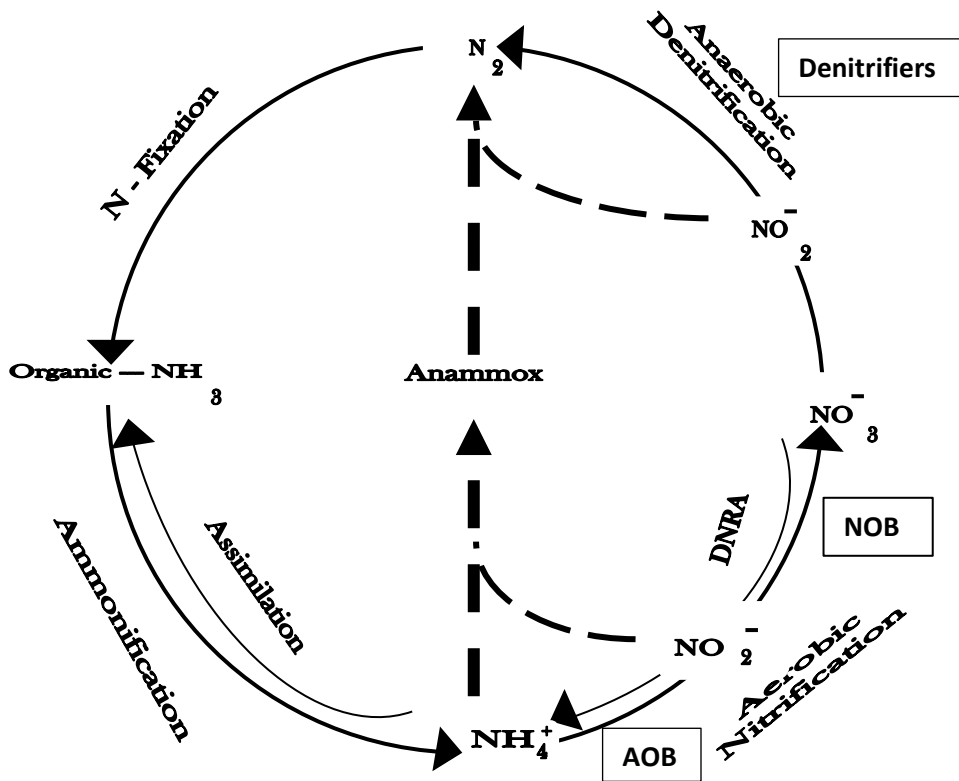 N2
Anaerobic
Denitrification
Denitrifiers
N - Fixation
NO2-
Organic — NH3
Anammox
NO3-
DNRA
NOB
Assimilation
Ammonification
NO2-
Aerobic
Nitrification
NH4+
AOB